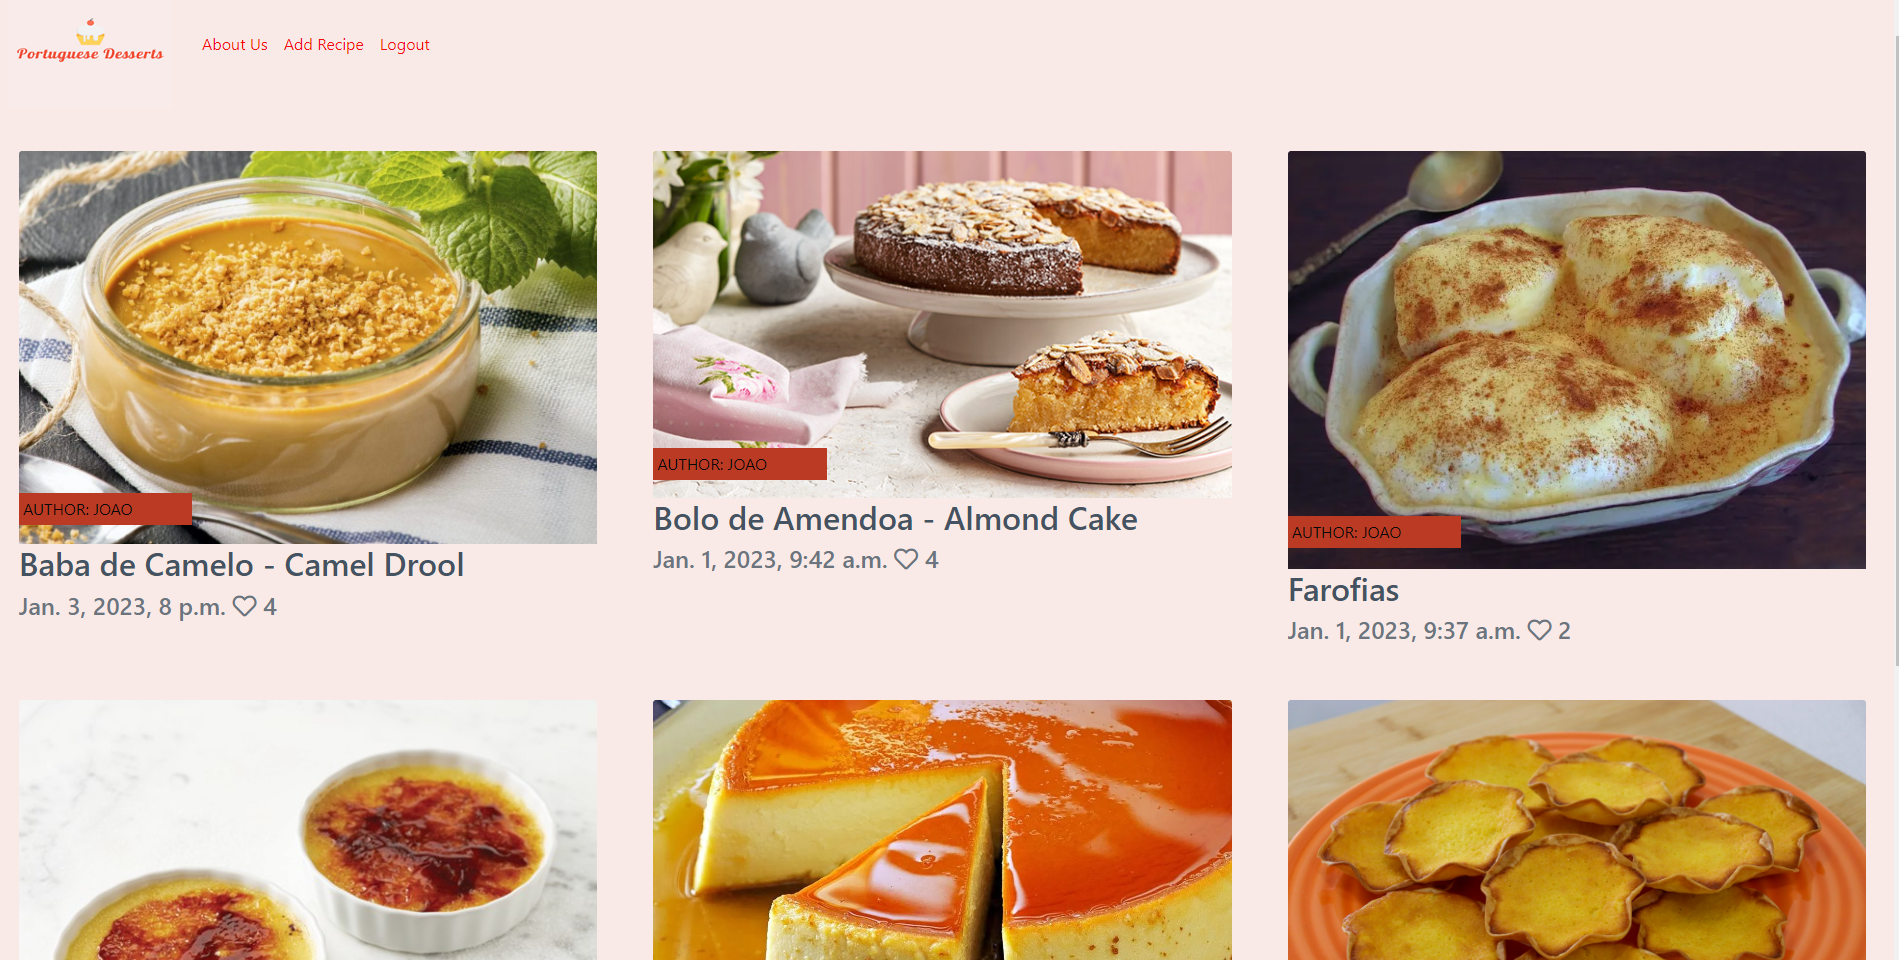 Portuguese Desserts
About Us Add Recipe Logout
AUTHOR: JOAO
Baba de Camelo - Camel Drool
Jan. 3, 2023, 8 p.m. 4
AUTHOR: JOAO
Bolo de Amendoa - Almond Cake
Jan. 1, 2023, 9:42 a.m. 4
AUTHOR: JOAO
Farofias
Jan. 1, 2023, 9:37 a.m. 2